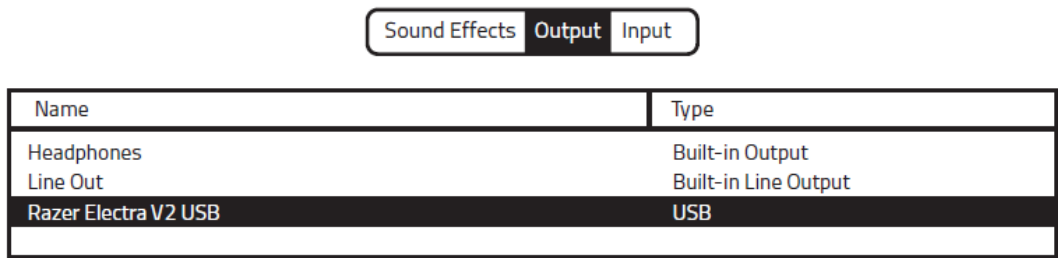 Sound Effects Output Input
Name Type
Headphones Built-in Output
Line Out Built-in Line Output
Razer Electra V2 USB USB